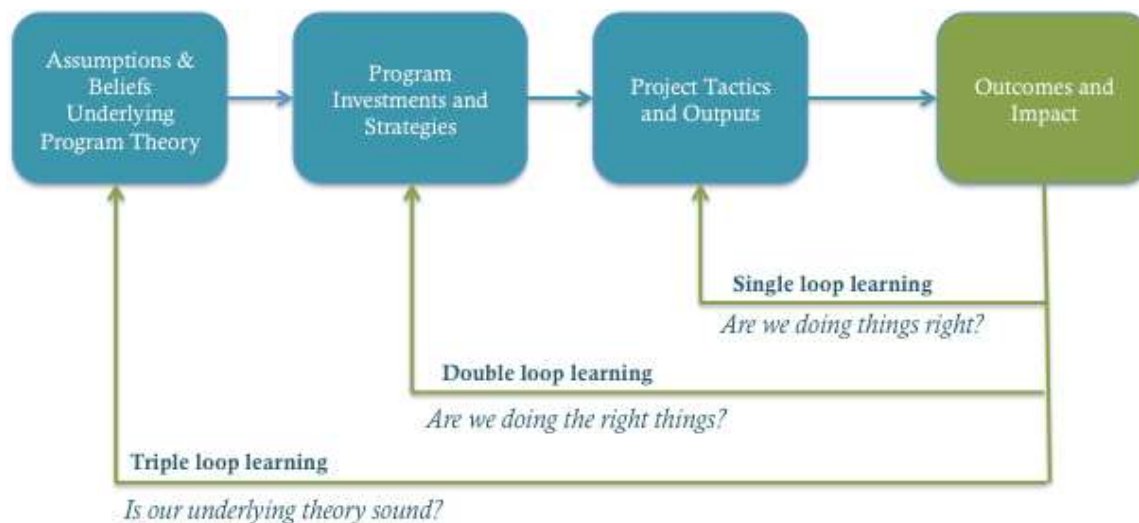 Assumptions &
Beliefs
Underlying
Program Theory
Program
Investments and
Strategies
Project Tactics
and Outputs
Outcomes and
Impact
Single loop learning
Are we doing things right?
Double loop learning
Are we doing the right things?
Triple loop learning
Is our underlying theory sound?